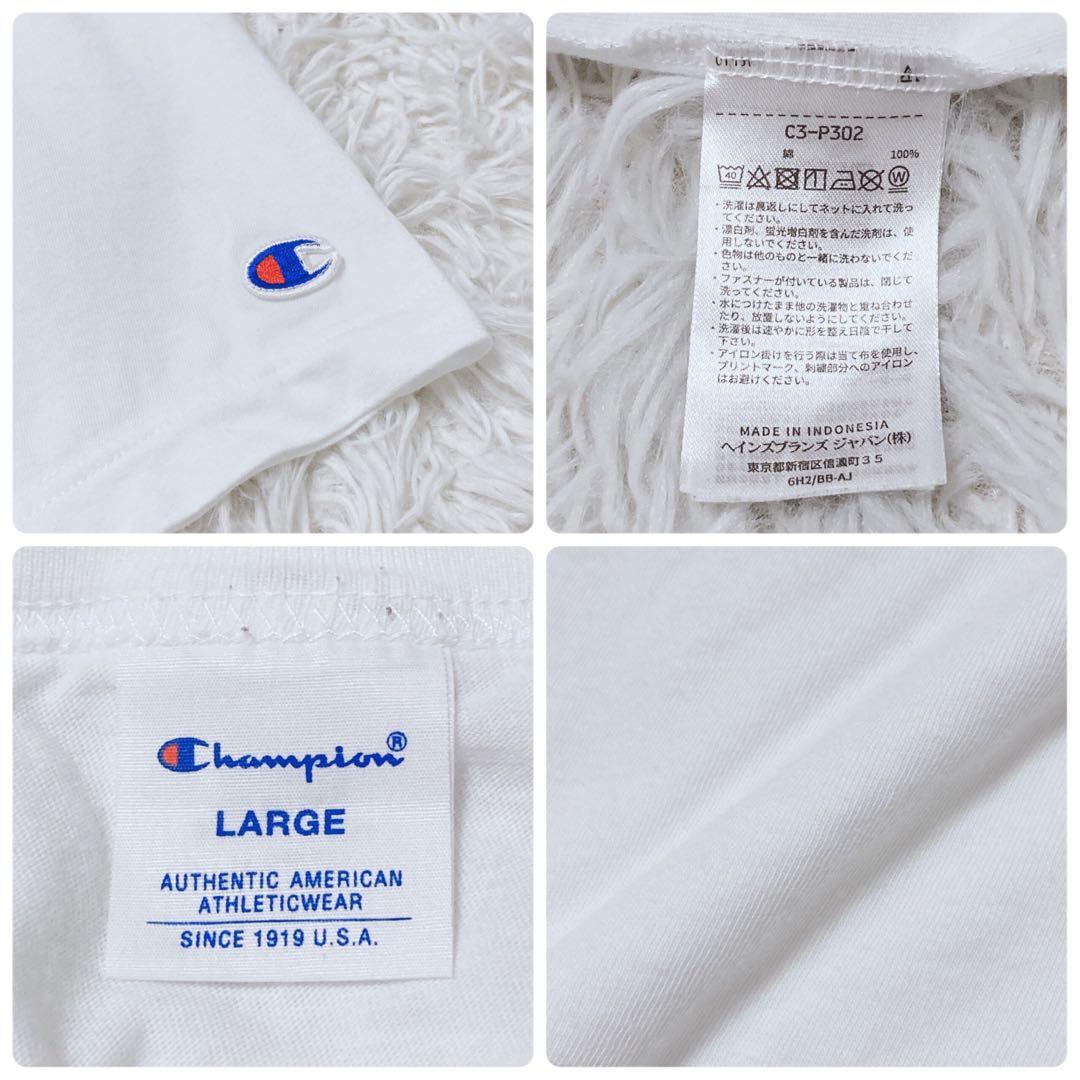 C3-P302
綿 100%
40
W
・洗濯は裏返しにしてネットに入れて洗っ
てください。
・漂白剤、蛍光増白剤を含んだ洗剤は、使
用しないでください。
・色物は他のものと一緒に洗わないでくだ
さい。
・ファスナーが付いている製品は、閉じて
洗ってください。
・水につけたまま他の洗濯物と重ね合わせ
たり、放置しないようにしてください。
・洗濯後は速やかに形を整え日陰で干して
下さい。
・アイロン掛けを行う際は当て布を使用し、
プリントマーク、刺繍部分へのアイロン
はお避けください。
MADE IN INDONESIA
ヘインズブランズ ジャパン(株)
東京都新宿区信濃町35
6H2/BB-AJ
Champion®
LARGE
AUTHENTIC AMERICAN
ATHLETICWEAR
SINCE 1919 U.S.A.